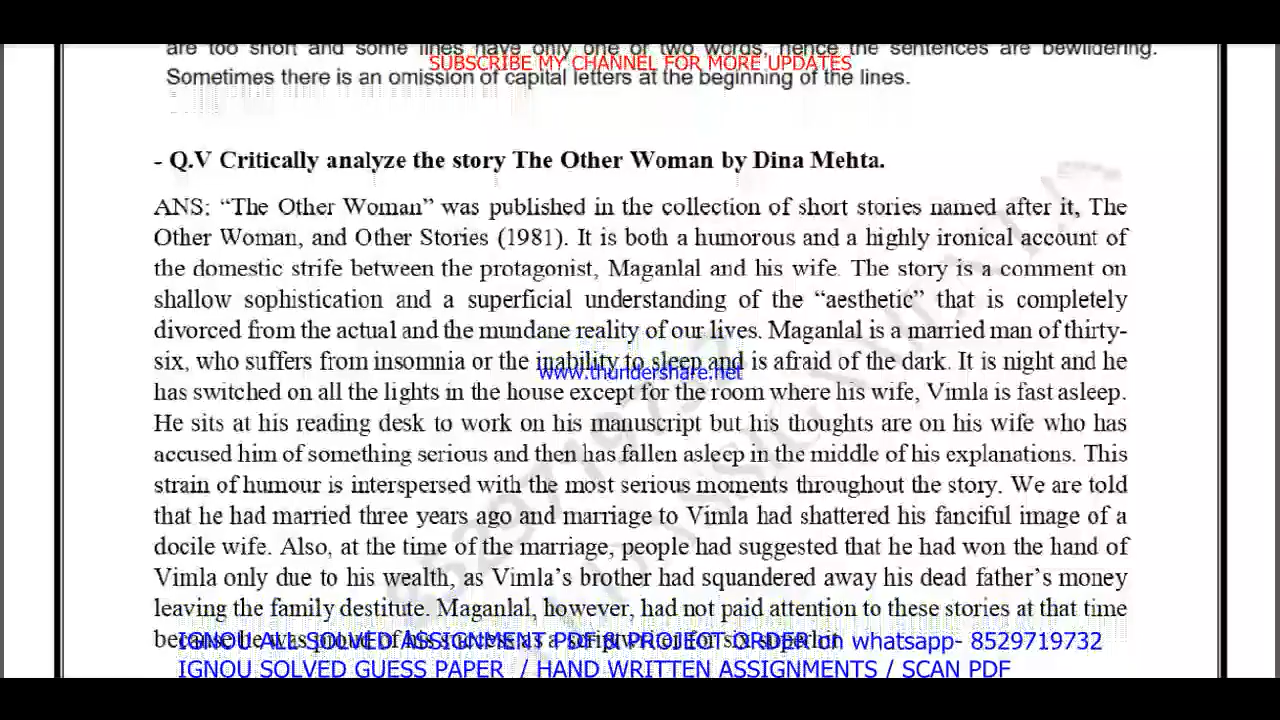 are too short and some lines have only one or two words, hence the sentences are bewildering.
SUBSCRIBE MY CHANNEL FOR MORE UPDATES
Sometimes there is an omission of capital letters at the beginning of the lines.
- Q.V Critically analyze the story The Other Woman by Dina Mehta.
ANS: “The Other Woman” was published in the collection of short stories named after it, The
Other Woman, and Other Stories (1981). It is both a humorous and a highly ironical account of
the domestic strife between the protagonist, Maganlal and his wife. The story is a comment on
shallow sophistication and a superficial understanding of the “aesthetic” that is completely
divorced from the actual and the mundane reality of our lives. Maganlal is a married man of thirty-
six, who suffers from insomnia or the inability to sleep and is afraid of the dark. It is night and he
www.thundershare.net
has switched on all the lights in the house except for the room where his wife, Vimla is fast asleep.
He sits at his reading desk to work on his manuscript but his thoughts are on his wife who has
accused him of something serious and then has fallen asleep in the middle of his explanations. This
strain of humour is interspersed with the most serious moments throughout the story. We are told
that he had married three years ago and marriage to Vimla had shattered his fanciful image of a
docile wife. Also, at the time of the marriage, people had suggested that he had won the hand of
Vimla only due to his wealth, as Vimla’s brother had squandered away his dead father’s money
leaving the family destitute. Maganlal, however, had not paid attention to these stories at that time
IGNOU ALL SOLVED ASSIGNMENT PDF & PROJECT ORDER on whatsapp- 8529719732
IGNOU SOLVED GUESS PAPER / HAND WRITTEN ASSIGNMENTS / SCAN PDF